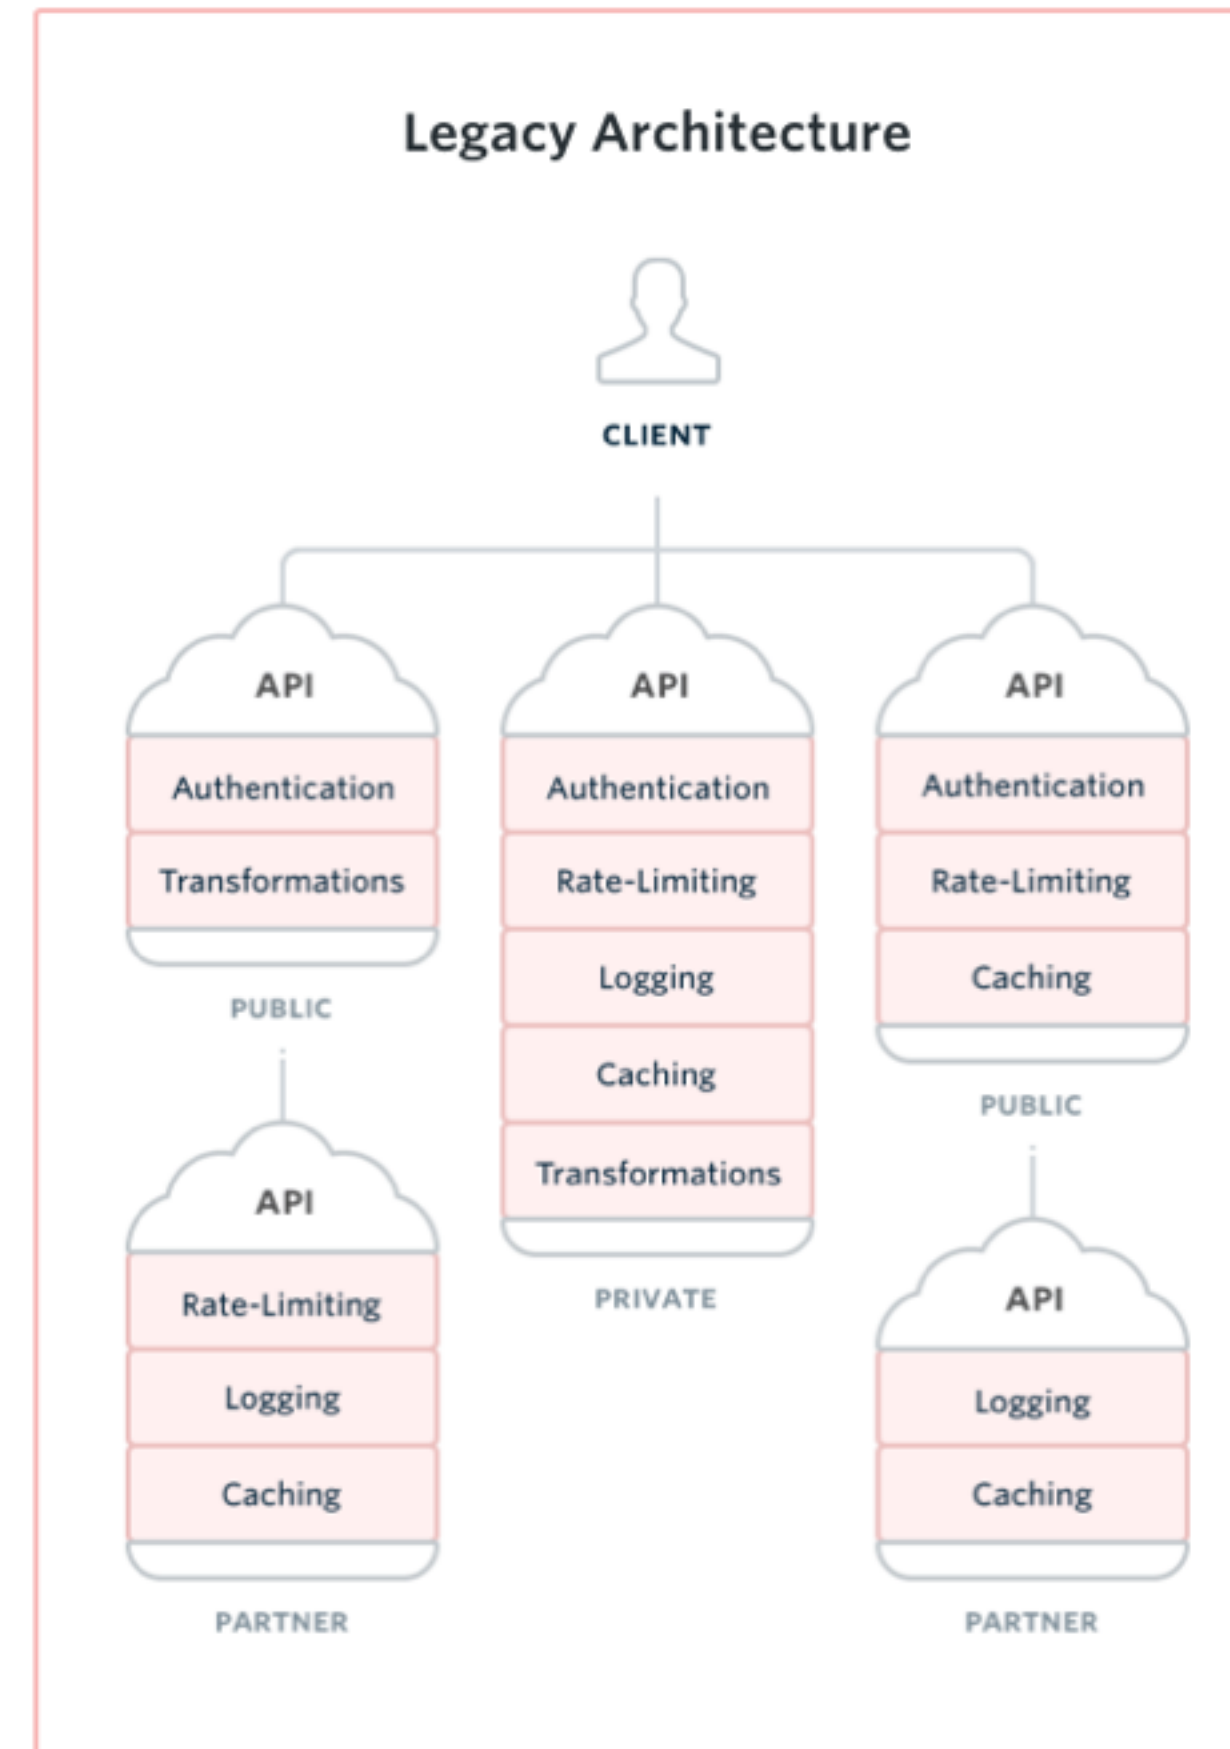 Legacy Architecture
CLIENT
API
Authentication
Transformations
PUBLIC
API
Rate-Limiting
Logging
Caching
PARTNER
API
Authentication
Rate-Limiting
Logging
Caching
Transformations
PRIVATE
API
Authentication
Rate-Limiting
Caching
PUBLIC
API
Logging
Caching
PARTNER